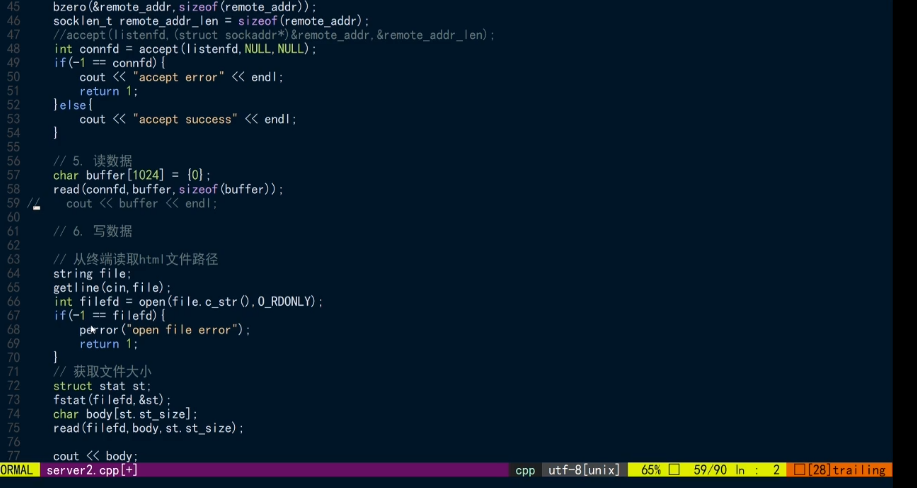 45 bzero(&remote_addr,sizeof(remote_addr));
46 socklen_t remote_addr_len = sizeof(remote_addr);
47 //accept(listenfd,(struct sockaddr*)&remote_addr,&remote_addr_len);
48 int connfd = accept(listenfd,NULL,NULL);
49 if(-1 == connfd){
50 cout << "accept error" << endl;
51 return 1;
52 }else{
53 cout << "accept success" << endl;
54 }
55
56 // 5. 读数据
57 char buffer[1024] = {0};
58 read(connfd,buffer,sizeof(buffer));
59 // cout << buffer << endl;
60
61 // 6. 写数据
62
63 // 从终端读取html文件路径
64 string file;
65 getline(cin,file);
66 int filefd = open(file.c_str(),O_RDONLY);
67 if(-1 == filefd){
68 perror("open file error");
69 return 1;
70 }
71 // 获取文件大小
72 struct stat st;
73 fstat(filefd,&st);
74 char body[st.st_size];
75 read(filefd,body,st.st_size);
76
77 cout << body;
ORMAL server2.cpp[+] cpp utf-8[unix] 65% 59/90 ln : 2 [28]trailing